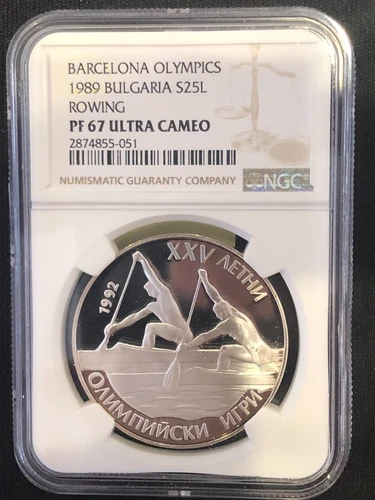 BARCELONA OLYMPICS
1989 BULGARIA S25L
ROWING
PF 67 ULTRA CAMEO
2874855-051
NUMISMATIC GUARANTY COMPANY
NGC
1992
XXV ЛЕТНИ
ОЛИМПИЙСКИ ИГРИ